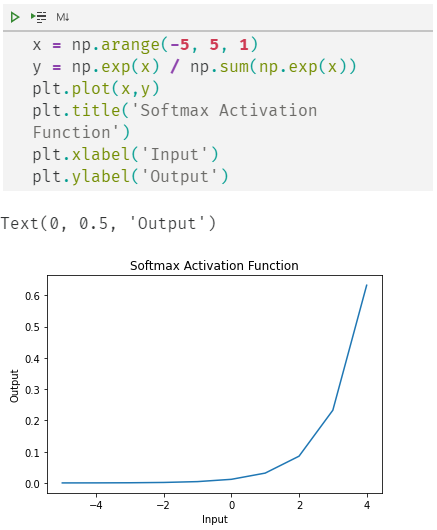 M↓
x = np.arange(-5, 5, 1)
y = np.exp(x) / np.sum(np.exp(x))
plt.plot(x,y)
plt.title('Softmax Activation
Function')
plt.xlabel('Input')
plt.ylabel('Output')
Text(0, 0.5, 'Output')
Softmax Activation Function
0.6
0.5
0.4
0.3
0.2
0.1
0.0
Output
−4 −2 0 2 4
Input